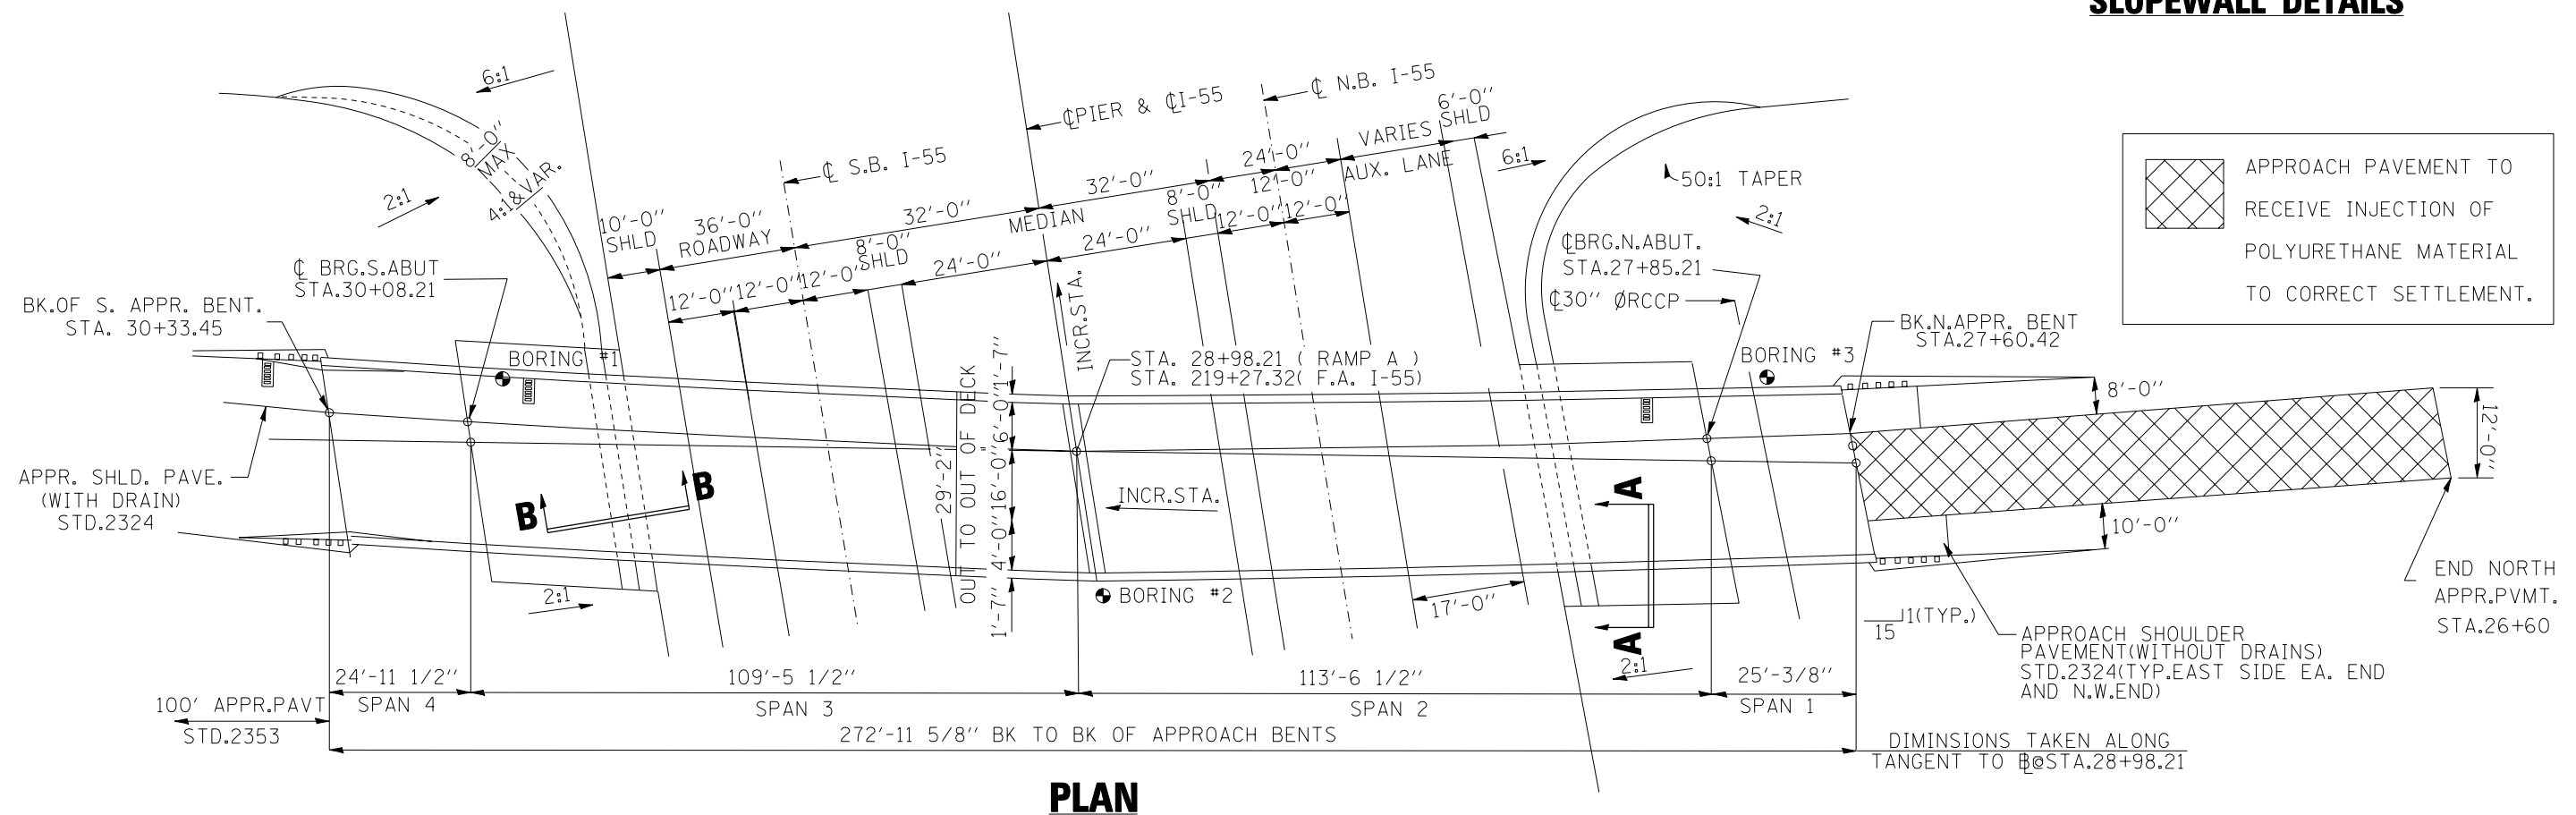 SLOPEWALL DETAILS
6:1
8'-0"
MAX
4:1&VAR.
2:1
℄ S.B. I-55
℄PIER & ℄I-55
℄ N.B. I-55
6'-0"
SHLD
VARIES
AUX. LANE
6:1
24'-0"
12'-0"
12'-0"
12'-0"
32'-0"
8'-0"
SHLD
MEDIAN
24'-0"
32'-0"
36'-0"
ROADWAY
10'-0"
SHLD
8'-0"
SHLD
24'-0"
12'-0"
12'-0"
12'-0"
50:1 TAPER
2:1
APPROACH PAVEMENT TO
RECEIVE INJECTION OF
POLYURETHANE MATERIAL
TO CORRECT SETTLEMENT.
℄ BRG.S.ABUT
STA.30+08.21
BK.OF S. APPR. BENT.
STA. 30+33.45
℄BRG.N.ABUT.
STA.27+85.21
℄30" ØRCCP
BK.N.APPR. BENT
STA.27+60.42
INCR.STA.
BORING #1
STA. 28+98.21 ( RAMP A )
STA. 219+27.32( F.A. I-55)
BORING #3
8'-0"
12'-0"
10'-0"
APPR. SHLD. PAVE.
(WITH DRAIN)
STD.2324
B
B
OUT TO OUT OF DECK
29'-2"
1'-7"
6'-0"
16'-0"
4'-0"
1'-7"
INCR.STA.
A
A
BORING #2
17'-0"
2:1
2:1
1(TYP.)
15
END NORTH
APPR.PVMT.
STA.26+60
APPROACH SHOULDER
PAVEMENT(WITHOUT DRAINS)
STD.2324(TYP.EAST SIDE EA. END
AND N.W.END)
24'-11 1/2"
SPAN 4
109'-5 1/2"
SPAN 3
113'-6 1/2"
SPAN 2
25'-3/8"
SPAN 1
100' APPR.PAVT
STD.2353
272'-11 5/8" BK TO BK OF APPROACH BENTS
DIMINSIONS TAKEN ALONG
TANGENT TO ⅊@STA.28+98.21
PLAN